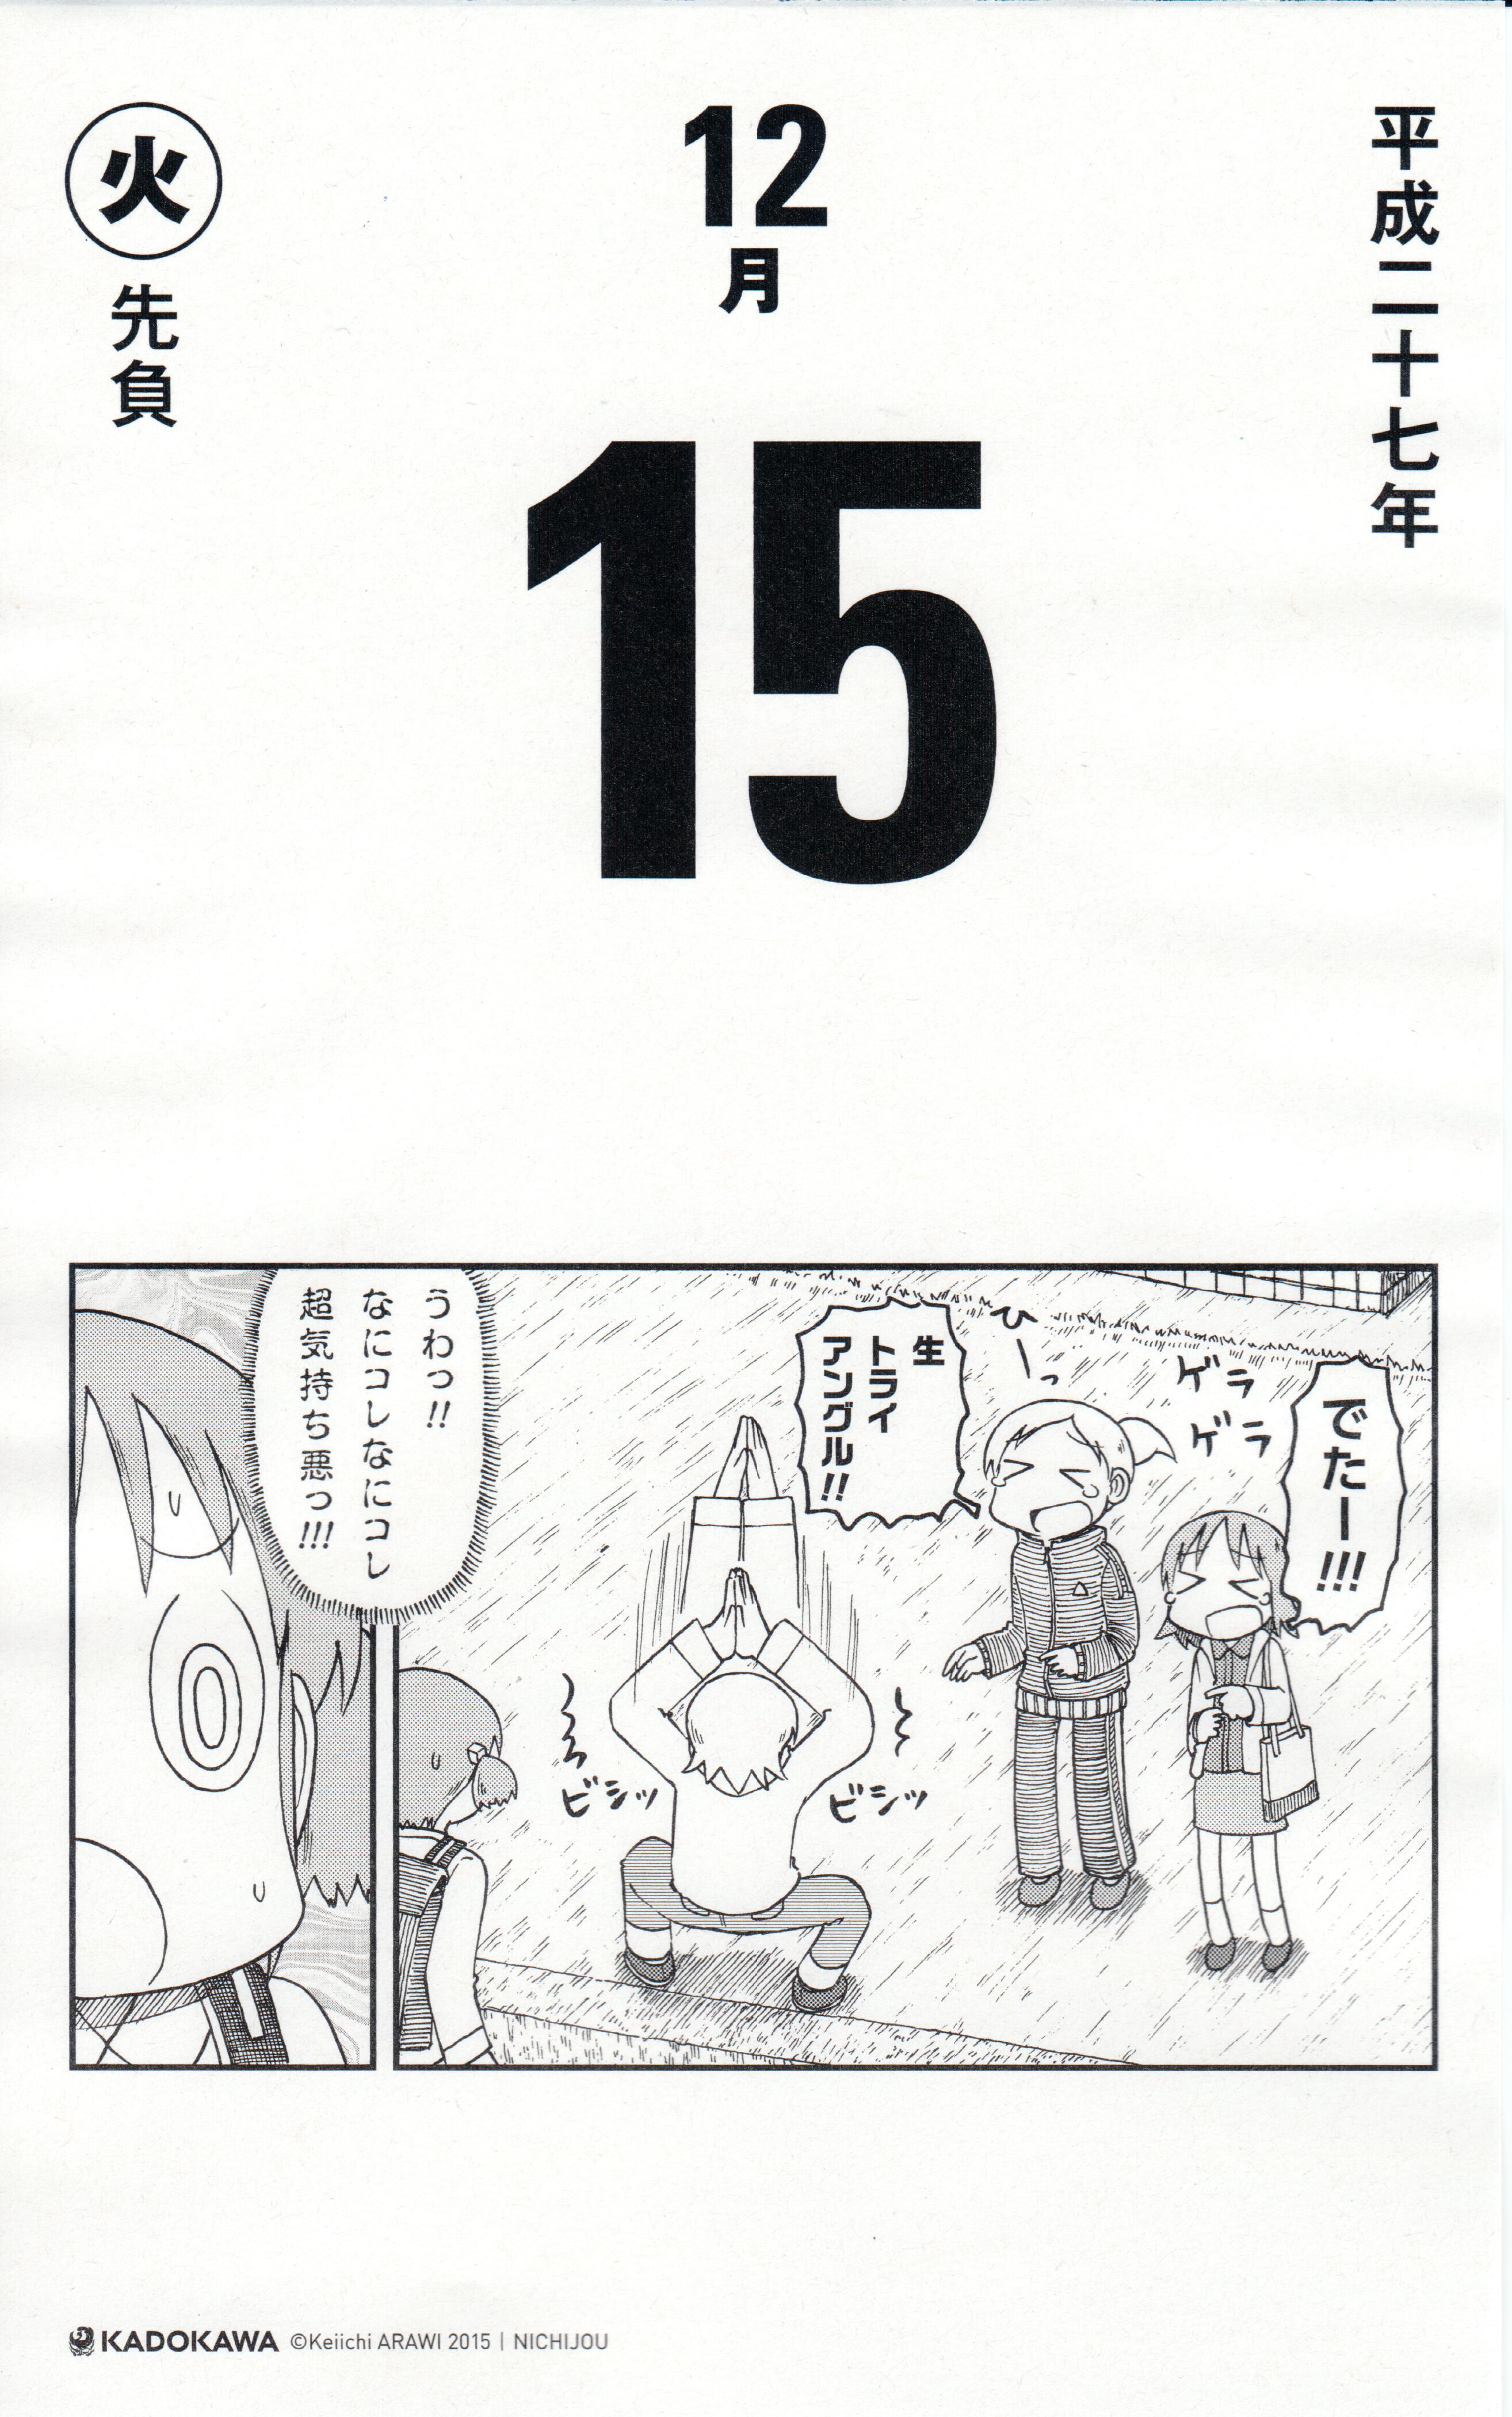 平成二十七年
12
月
火
先負
15
でたー!!!
ゲラ
ゲラ
ひーっ
生
トライ
アングル!!
ビシッ
ビシッ
うわっ!!
なにコレなにコレ
超気持ち悪っ!!!
KADOKAWA ©Keiichi ARAWI 2015 | NICHIJOU